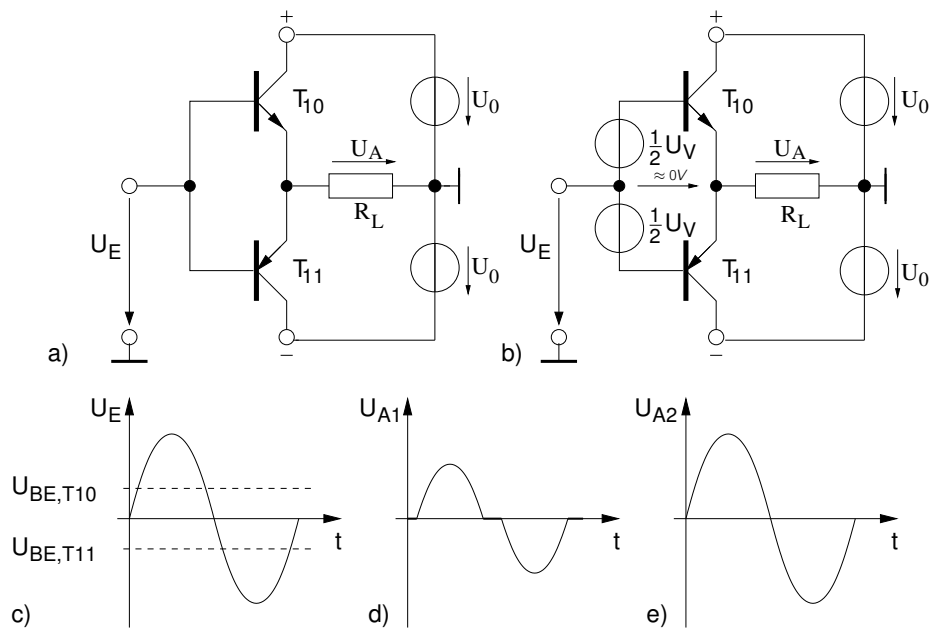 +
T10
U0
UA
RL
UE
T11
U0
−
a)
+
T10
U0
½UV
UA
≈0V
RL
½UV
UE
T11
U0
−
b)
UE
UBE,T10
UBE,T11
t
c)
UA1
t
d)
UA2
t
e)